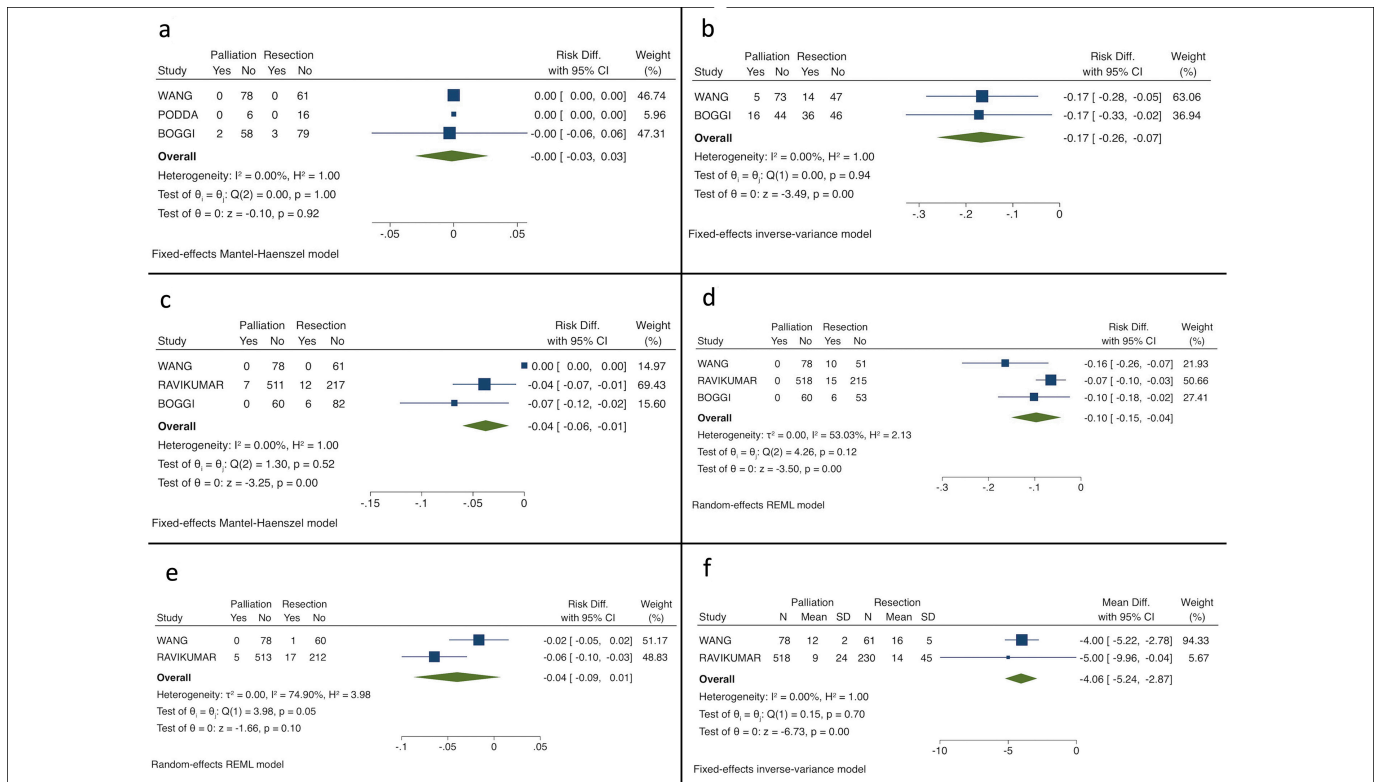 a
Palliation Resection Risk Diff. Weight
Study Yes No Yes No with 95% CI (%)
WANG 0 78 0 61 0.00 [ 0.00, 0.00] 46.74
PODDA 0 6 0 16 0.00 [ 0.00, 0.00] 5.96
BOGGI 2 58 3 79 -0.00 [ -0.06, 0.06] 47.31
Overall -0.00 [ -0.03, 0.03]
Heterogeneity: I² = 0.00%, H² = 1.00
Test of θᵢ = θⱼ: Q(2) = 0.00, p = 1.00
Test of θ = 0: z = -0.10, p = 0.92
-.05 0 .05
Fixed-effects Mantel-Haenszel model
b
Palliation Resection Risk Diff. Weight
Study Yes No Yes No with 95% CI (%)
WANG 5 73 14 47 -0.17 [ -0.28, -0.05] 63.06
BOGGI 16 44 36 46 -0.17 [ -0.33, -0.02] 36.94
Overall -0.17 [ -0.26, -0.07]
Heterogeneity: I² = 0.00%, H² = 1.00
Test of θᵢ = θⱼ: Q(1) = 0.00, p = 0.94
Test of θ = 0: z = -3.49, p = 0.00
-.3 -.2 -.1 0
Fixed-effects inverse-variance model
c
Palliation Resection Risk Diff. Weight
Study Yes No Yes No with 95% CI (%)
WANG 0 78 0 61 0.00 [ 0.00, 0.00] 14.97
RAVIKUMAR 7 511 12 217 -0.04 [ -0.07, -0.01] 69.43
BOGGI 0 60 6 82 -0.07 [ -0.12, -0.02] 15.60
Overall -0.04 [ -0.06, -0.01]
Heterogeneity: I² = 0.00%, H² = 1.00
Test of θᵢ = θⱼ: Q(2) = 1.30, p = 0.52
Test of θ = 0: z = -3.25, p = 0.00
-.15 -.1 -.05 0
Fixed-effects Mantel-Haenszel model
d
Palliation Resection Risk Diff. Weight
Study Yes No Yes No with 95% CI (%)
WANG 0 78 10 51 -0.16 [ -0.26, -0.07] 21.93
RAVIKUMAR 0 518 15 215 -0.07 [ -0.10, -0.03] 50.66
BOGGI 0 60 6 53 -0.10 [ -0.18, -0.02] 27.41
Overall -0.10 [ -0.15, -0.04]
Heterogeneity: τ² = 0.00, I² = 53.03%, H² = 2.13
Test of θᵢ = θⱼ: Q(2) = 4.26, p = 0.12
Test of θ = 0: z = -3.50, p = 0.00
-.3 -.2 -.1 0
Random-effects REML model
e
Palliation Resection Risk Diff. Weight
Study Yes No Yes No with 95% CI (%)
WANG 0 78 1 60 -0.02 [ -0.05, 0.02] 51.17
RAVIKUMAR 5 513 17 212 -0.06 [ -0.10, -0.03] 48.83
Overall -0.04 [ -0.09, 0.01]
Heterogeneity: τ² = 0.00, I² = 74.90%, H² = 3.98
Test of θᵢ = θⱼ: Q(1) = 3.98, p = 0.05
Test of θ = 0: z = -1.66, p = 0.10
-.1 -.05 0 .05
Random-effects REML model
f
Palliation Resection Mean Diff. Weight
Study N Mean SD N Mean SD with 95% CI (%)
WANG 78 12 2 61 16 5 -4.00 [ -5.22, -2.78] 94.33
RAVIKUMAR 518 9 24 230 14 45 -5.00 [ -9.96, -0.04] 5.67
Overall -4.06 [ -5.24, -2.87]
Heterogeneity: I² = 0.00%, H² = 1.00
Test of θᵢ = θⱼ: Q(1) = 0.15, p = 0.70
Test of θ = 0: z = -6.73, p = 0.00
-10 -5 0
Fixed-effects inverse-variance model